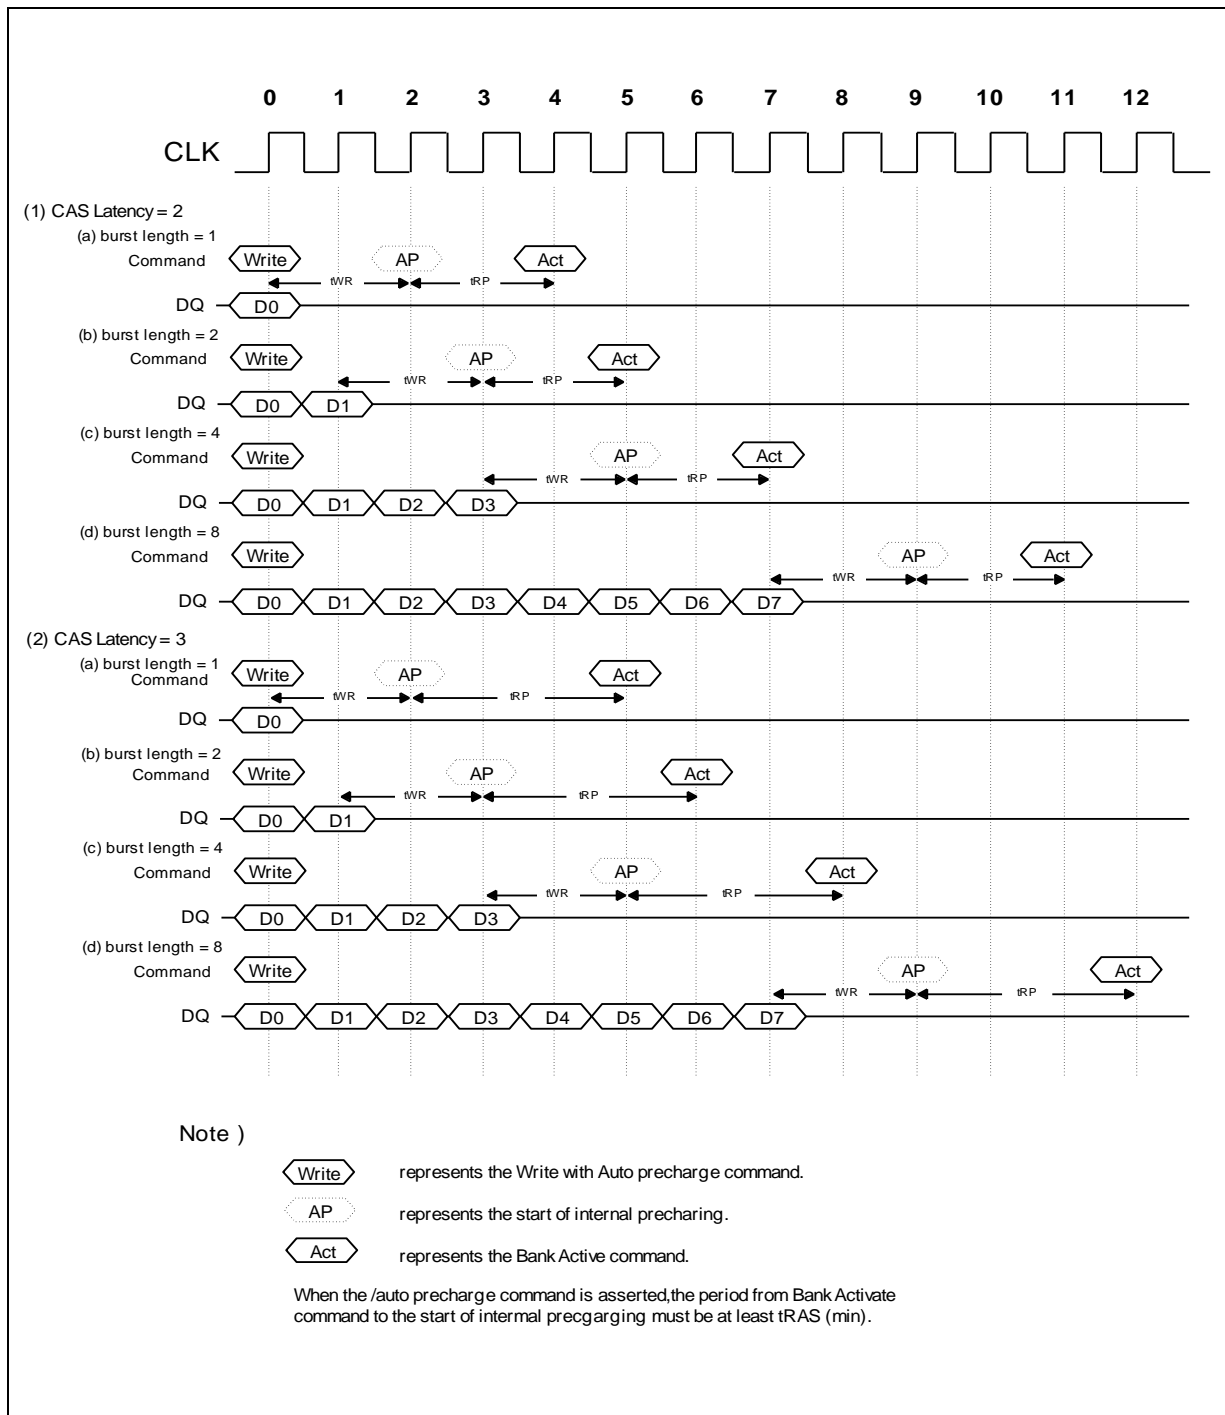 0 1 2 3 4 5 6 7 8 9 10 11 12
CLK
(1) CAS Latency = 2
(a) burst length = 1
Command Write AP Act
tWR tRP
DQ D0
(b) burst length = 2
Command Write AP Act
tWR tRP
DQ D0 D1
(c) burst length = 4
Command Write AP Act
tWR tRP
DQ D0 D1 D2 D3
(d) burst length = 8
Command Write AP Act
tWR tRP
DQ D0 D1 D2 D3 D4 D5 D6 D7
(2) CAS Latency = 3
(a) burst length = 1
Command Write AP Act
tWR tRP
DQ D0
(b) burst length = 2
Command Write AP Act
tWR tRP
DQ D0 D1
(c) burst length = 4
Command Write AP Act
tWR tRP
DQ D0 D1 D2 D3
(d) burst length = 8
Command Write AP Act
tWR tRP
DQ D0 D1 D2 D3 D4 D5 D6 D7
Note )
Write represents the Write with Auto precharge command.
AP represents the start of internal precharing.
Act represents the Bank Active command.
When the /auto precharge command is asserted,the period from Bank Activate
command to the start of intermal precgarging must be at least tRAS (min).